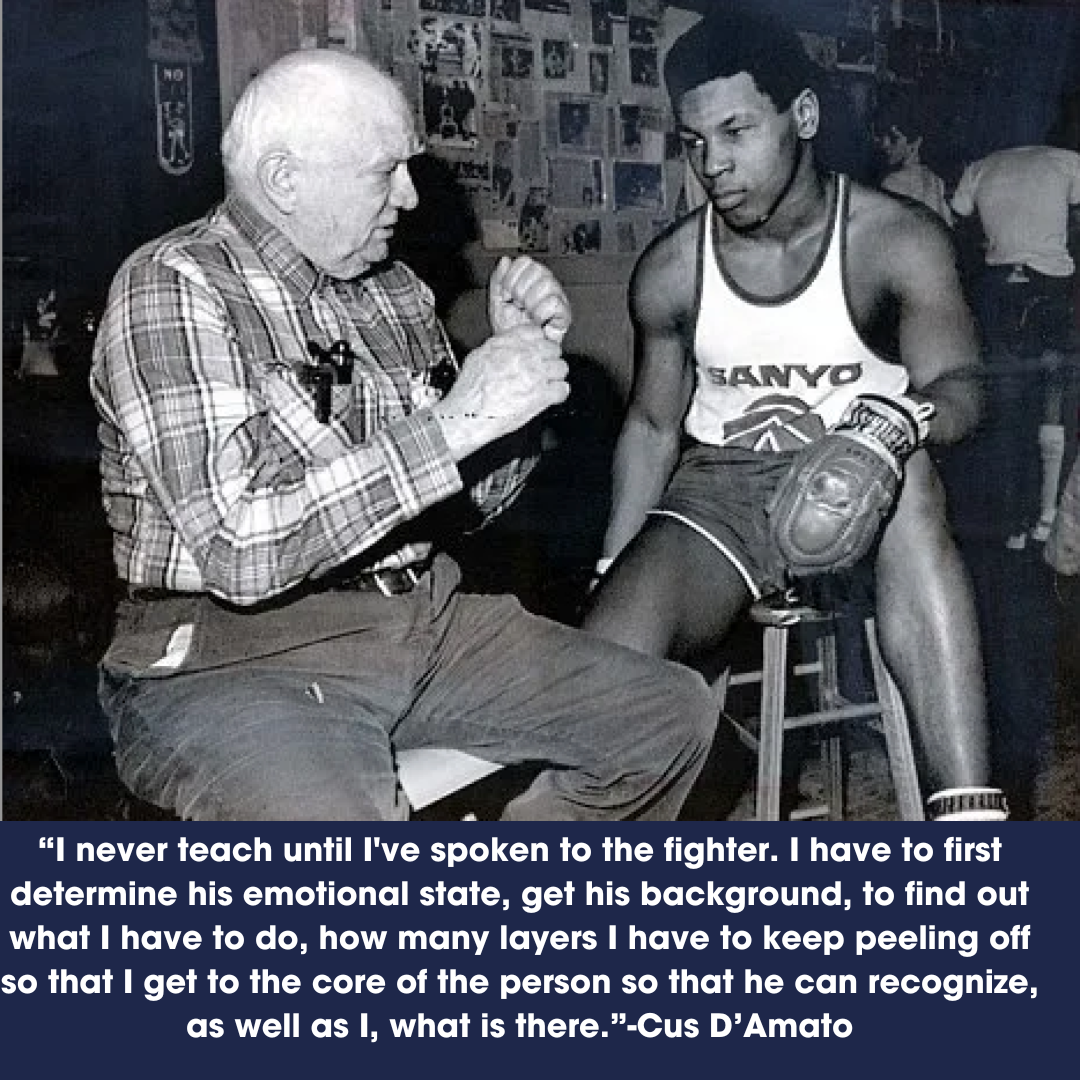 NO
SANYO
“I never teach until I've spoken to the fighter. I have to first
determine his emotional state, get his background, to find out
what I have to do, how many layers I have to keep peeling off
so that I get to the core of the person so that he can recognize,
as well as I, what is there.”-Cus D’Amato